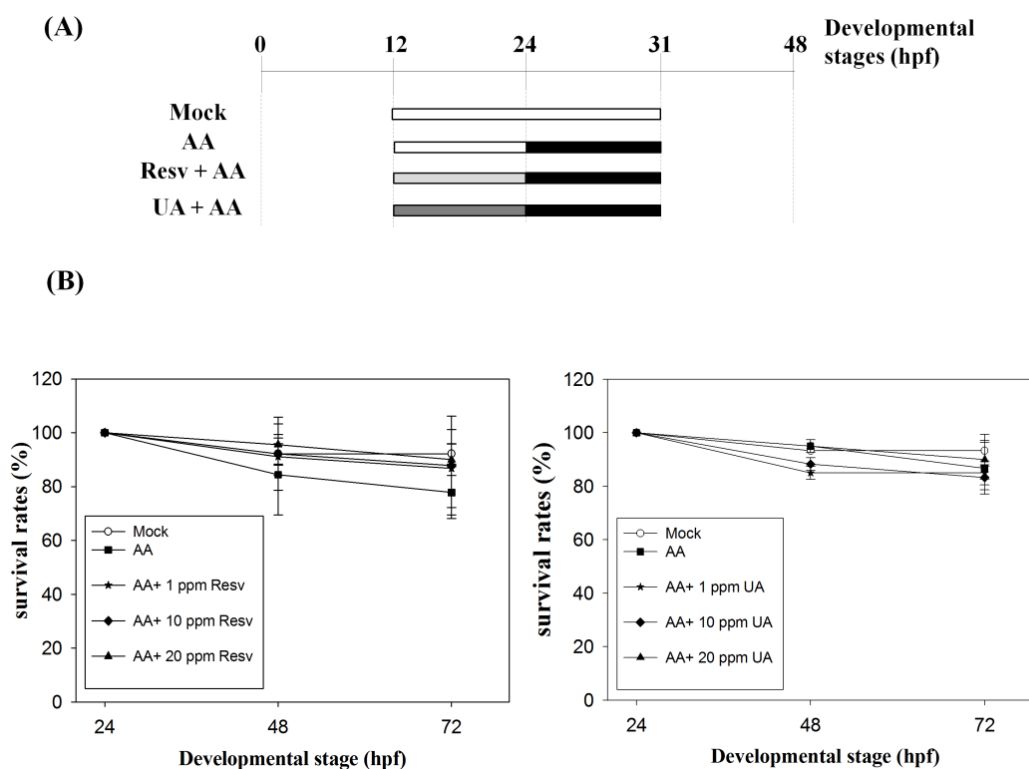 (A)
Developmental
stages (hpf)
0 12 24 31 48
Mock
AA
Resv + AA
UA + AA
(B)
survival rates (%)
120
100
80
60
40
20
0
Mock
AA
AA+ 1 ppm Resv
AA+ 10 ppm Resv
AA+ 20 ppm Resv
24 48 72
Developmental stage (hpf)
survival rates (%)
120
100
80
60
40
20
0
Mock
AA
AA+ 1 ppm UA
AA+ 10 ppm UA
AA+ 20 ppm UA
24 48 72
Developmental stage (hpf)